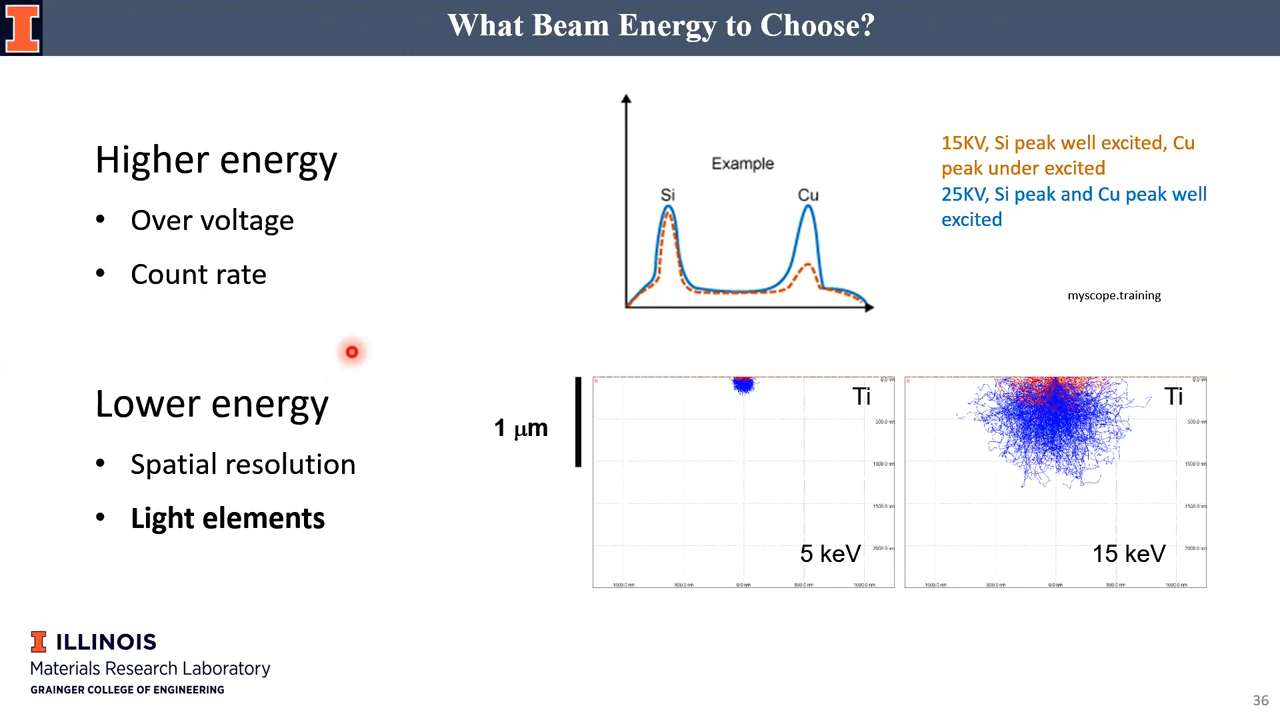 What Beam Energy to Choose?
Higher energy
• Over voltage
• Count rate
Example
Si
Cu
15KV, Si peak well excited, Cu
peak under excited
25KV, Si peak and Cu peak well
excited
myscope.training
Lower energy
• Spatial resolution
• Light elements
1 μm
Ti
5 keV
Ti
15 keV
ILLINOIS
Materials Research Laboratory
GRAINGER COLLEGE OF ENGINEERING
36